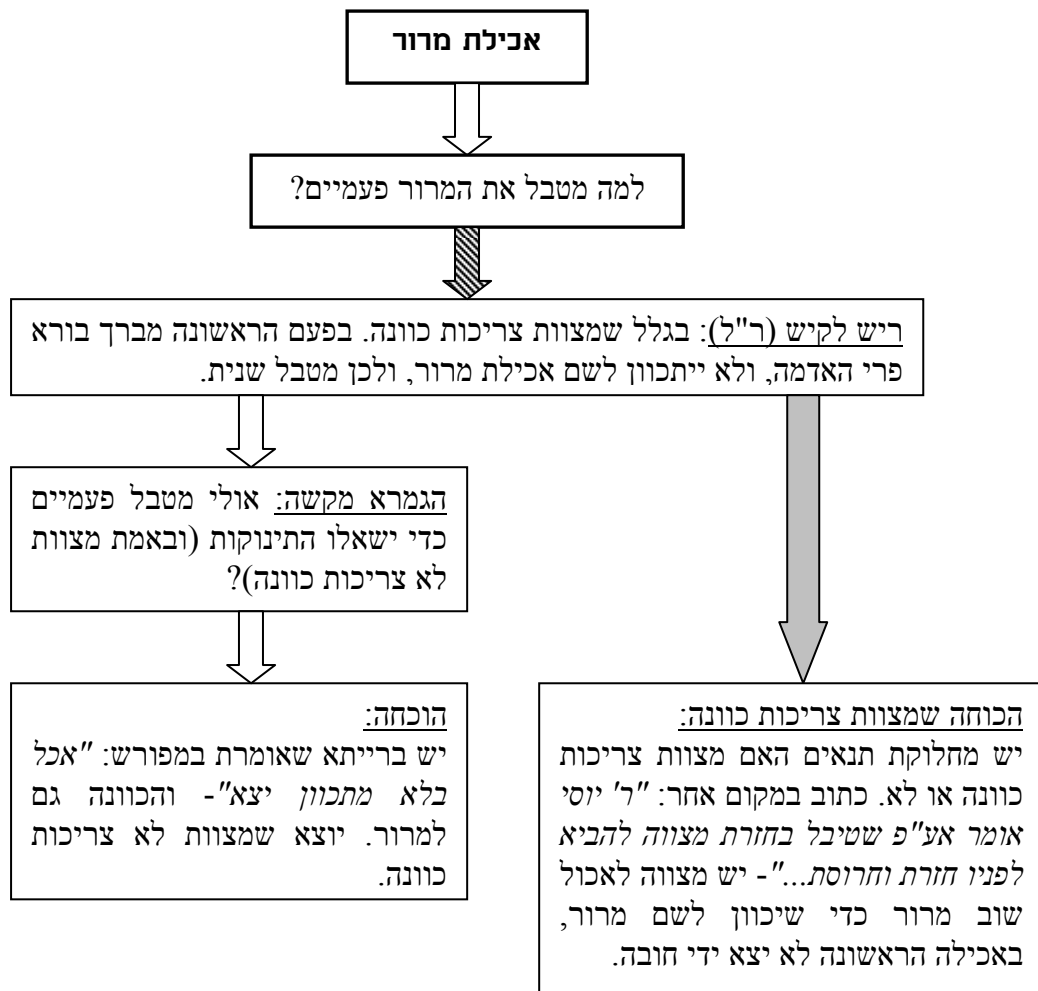 אכילת מרור
למה מטבל את המרור פעמיים?
ריש לקיש (ר"ל): בגלל שמצוות צריכות כוונה. בפעם הראשונה מברך בורא
פרי האדמה, ולא ייתכוון לשם אכילת מרור, ולכן מטבל שנית.
הגמרא מקשה: אולי מטבל פעמיים
כדי ישאלו התינוקות (ובאמת מצוות
לא צריכות כוונה)?
הוכחה:
יש ברייתא שאומרת במפורש: "אכל
בלא מתכוון יצא"- והכוונה גם
למרור. יוצא שמצוות לא צריכות
כוונה.
הכוחה שמצוות צריכות כוונה:
יש מחלוקת תנאים האם מצוות צריכות
כוונה או לא. כתוב במקום אחר: "ר' יוסי
אומר אע"פ שטיבל בחזרת מצווה להביא
לפניו חזרת וחרוסת..."- יש מצווה לאכול
שוב מרור כדי שיכוון לשם מרור,
באכילה הראשונה לא יצא ידי חובה.